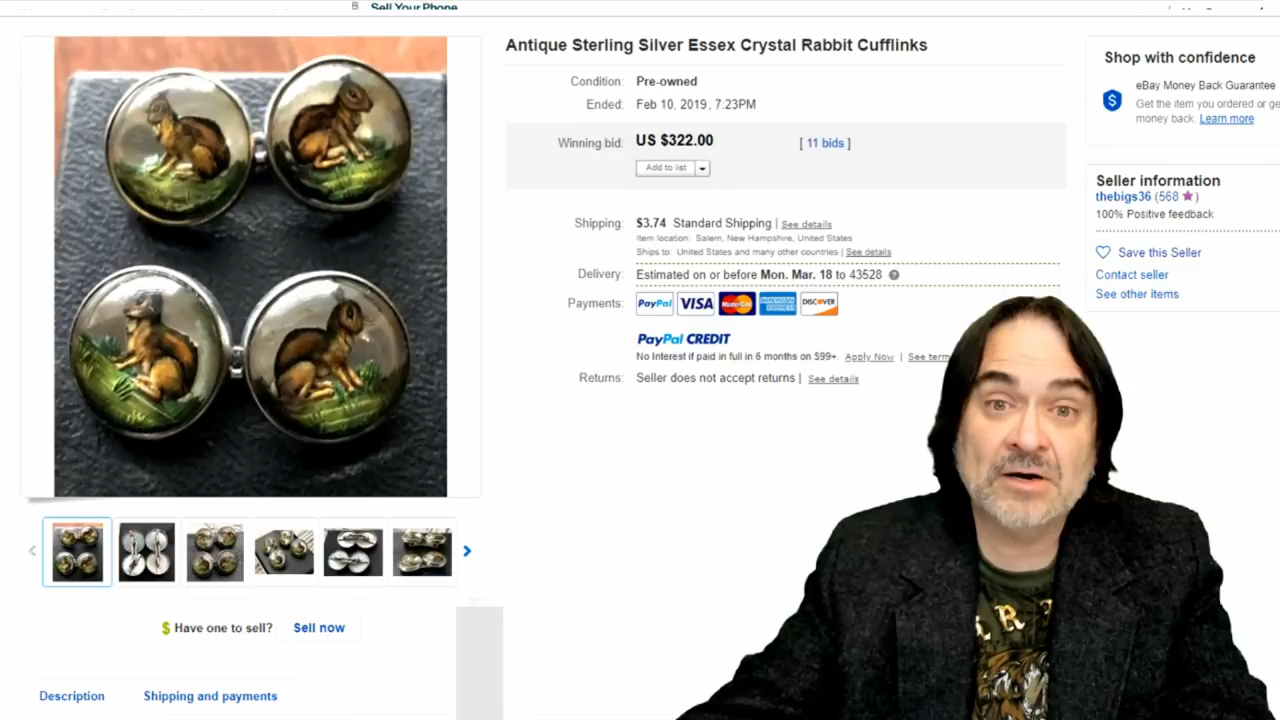 Sell Your Phone
Antique Sterling Silver Essex Crystal Rabbit Cufflinks
Condition: Pre-owned
Ended: Feb 10, 2019, 7:23PM
Winning bid: US $322.00 [ 11 bids ]
Add to list
Shipping: $3.74 Standard Shipping | See details
Item location: Salem, New Hampshire, United States
Ships to: United States and many other countries | See details
Delivery: Estimated on or before Mon. Mar. 18 to 43528
Payments: PayPal VISA MasterCard AMERICAN EXPRESS DISCOVER
PayPal CREDIT
No Interest if paid in full in 6 months on $99+. Apply Now | See term
Returns: Seller does not accept returns | See details
Shop with confidence
eBay Money Back Guarantee
Get the item you ordered or ge
money back. Learn more
Seller information
thebigs36 (568)
100% Positive feedback
Save this Seller
Contact seller
See other items
$ Have one to sell? Sell now
Description Shipping and payments